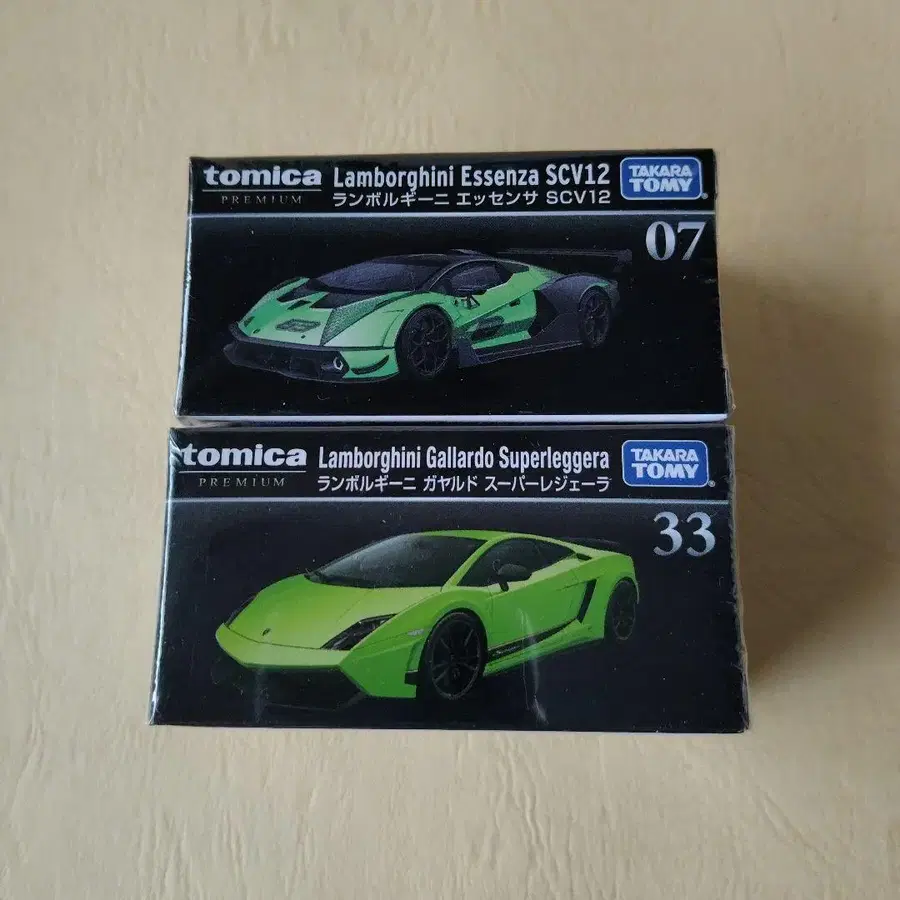 tomica
PREMIUM
Lamborghini Essenza SCV12
ランボルギーニ エッセンサ SCV12
TAKARA
TOMY
07
tomica
PREMIUM
Lamborghini Gallardo Superleggera
ランボルギーニ ガヤルド スーパーレジェーラ
TAKARA
TOMY
33